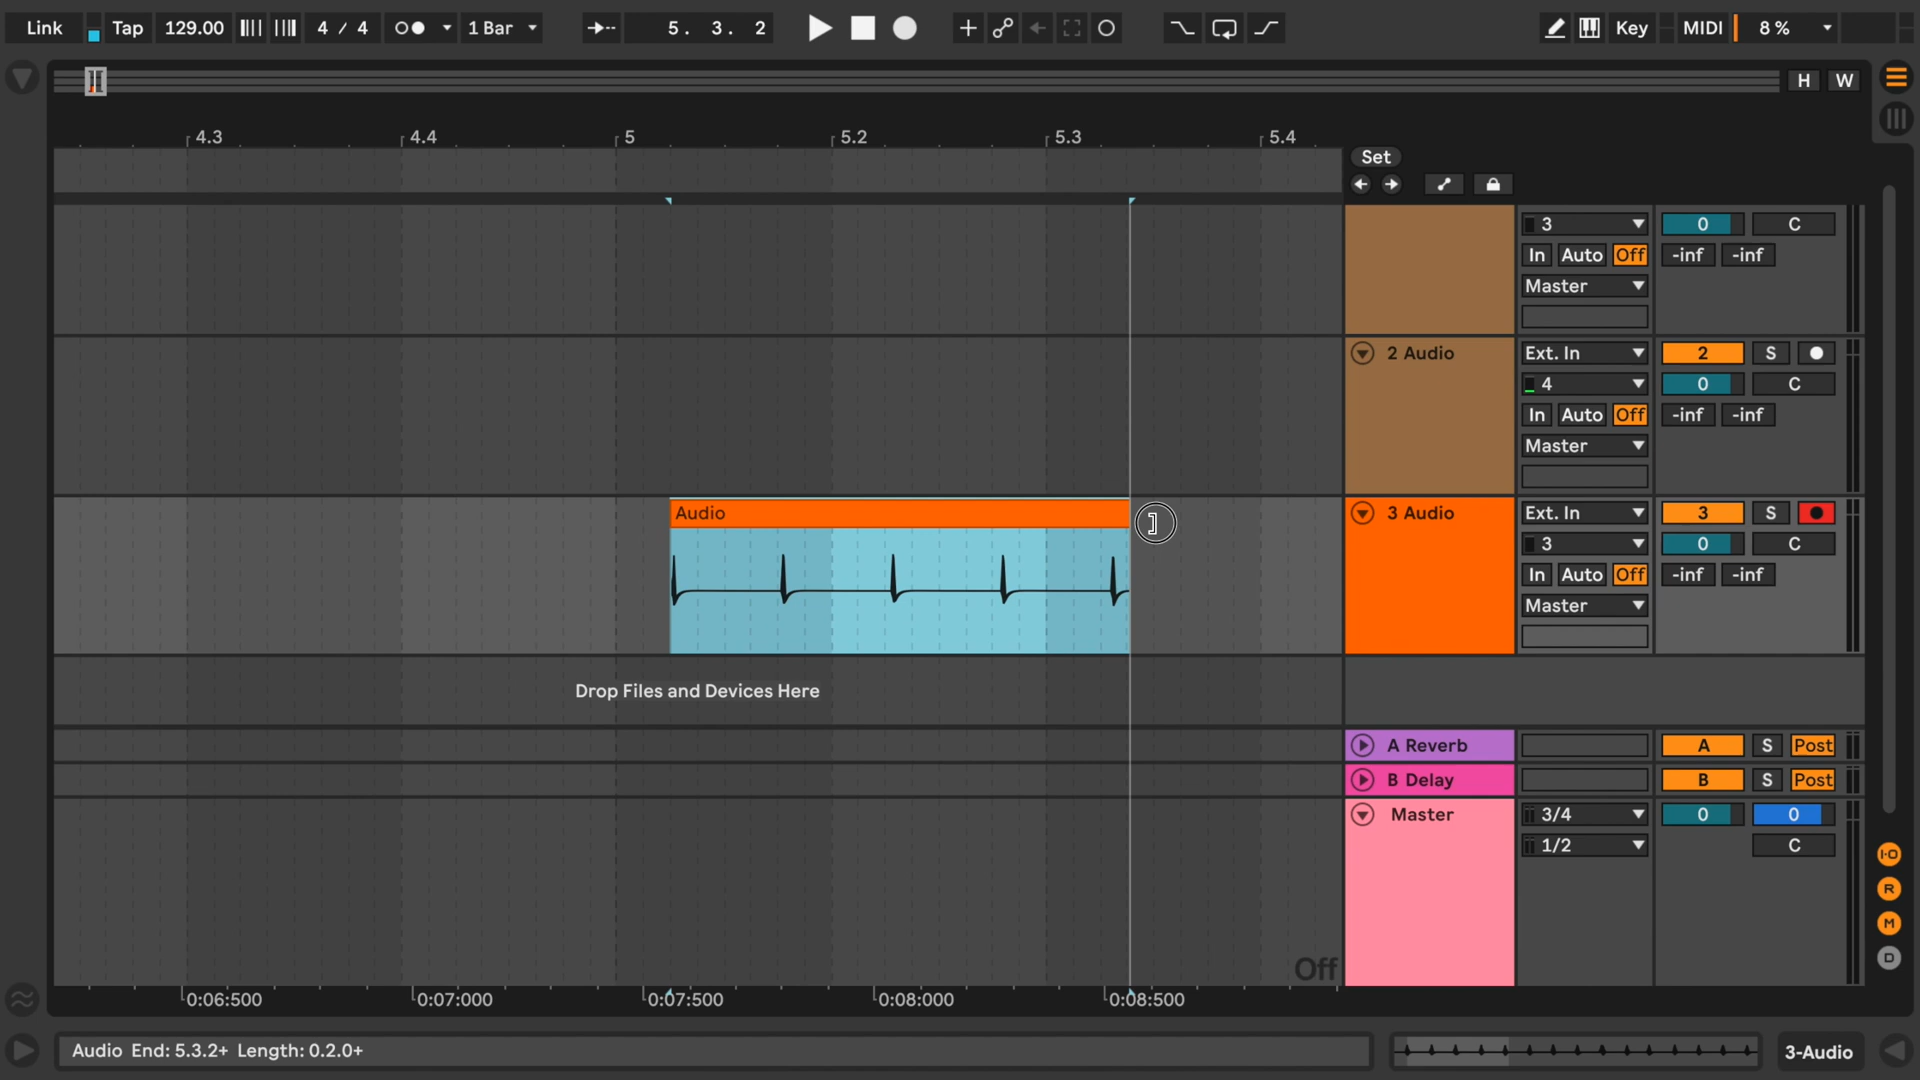 Link Tap 129.00 4 / 4 1 Bar 5. 3. 2 Key MIDI 8 %
H W
4.3 4.4 5 5.2 5.3 5.4
Set
3 0 C
In Auto Off -inf -inf
Master
2 Audio Ext. In 2 S
4 0 C
In Auto Off -inf -inf
Master
Audio 3 Audio Ext. In 3 S
3 0 C
In Auto Off -inf -inf
Master
Drop Files and Devices Here
A Reverb A S Post
B Delay B S Post
Master 3/4 0 0
1/2 C
I·O
R
M
D
Off
0:06:500 0:07:000 0:07:500 0:08:000 0:08:500
Audio End: 5.3.2+ Length: 0.2.0+ 3-Audio